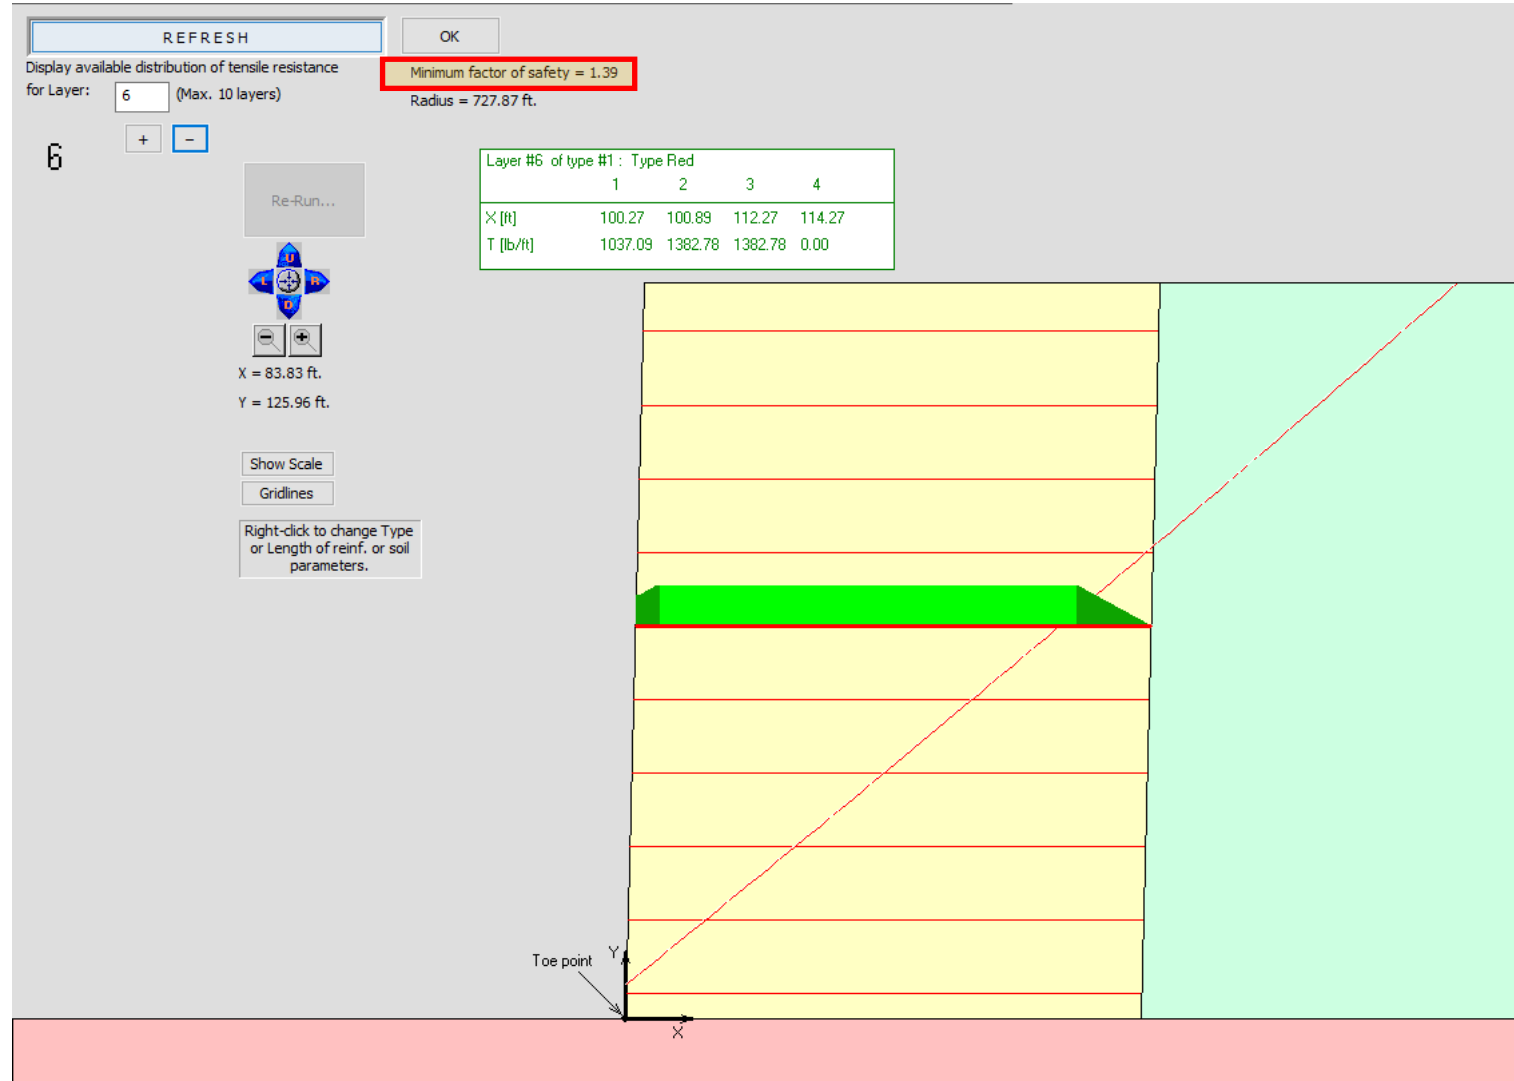 REFRESH
OK
Display available distribution of tensile resistance
for Layer: 6 (Max. 10 layers)
Minimum factor of safety = 1.39
Radius = 727.87 ft.
+ −
6
Layer #6 of type #1 : Type Red
1 2 3 4
X [ft] 100.27 100.89 112.27 114.27
T [lb/ft] 1037.09 1382.78 1382.78 0.00
Re-Run...
U
L R
D
X = 83.83 ft.
Y = 125.96 ft.
Show Scale
Gridlines
Right-click to change Type
or Length of reinf. or soil
parameters.
Toe point
Y
X